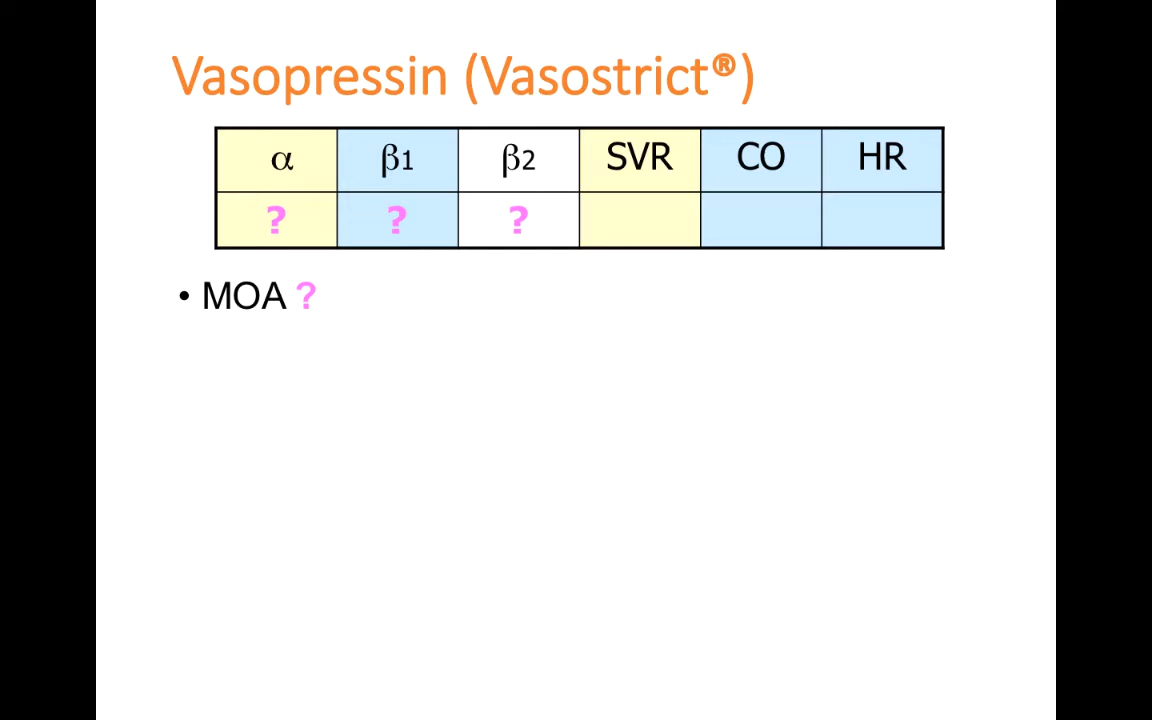 Vasopressin (Vasostrict®)
α β1 β2 SVR CO HR
? ? ?
• MOA ?